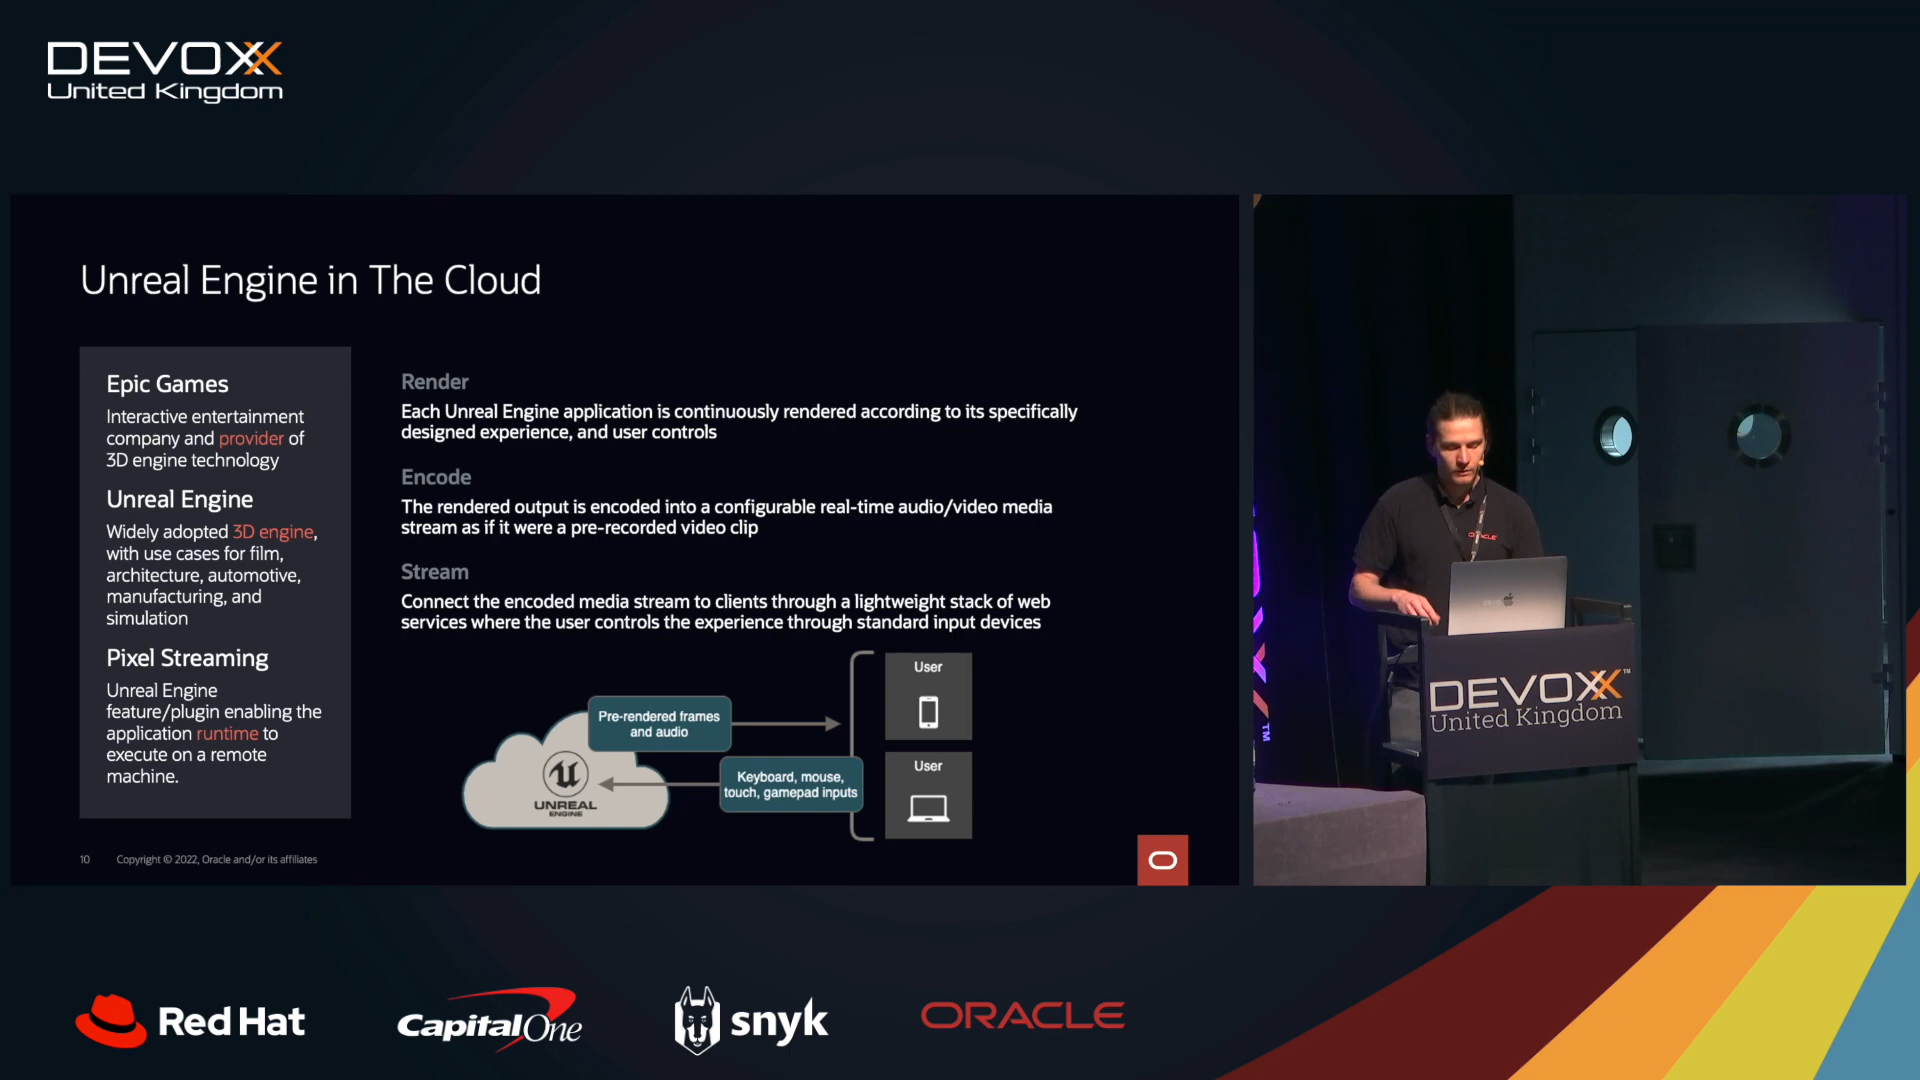 DEVOXX
United Kingdom
Unreal Engine in The Cloud
Epic Games
Interactive entertainment
company and provider of
3D engine technology
Unreal Engine
Widely adopted 3D engine,
with use cases for film,
architecture, automotive,
manufacturing, and
simulation
Pixel Streaming
Unreal Engine
feature/plugin enabling the
application runtime to
execute on a remote
machine.
Render
Each Unreal Engine application is continuously rendered according to its specifically
designed experience, and user controls
Encode
The rendered output is encoded into a configurable real-time audio/video media
stream as if it were a pre-recorded video clip
Stream
Connect the encoded media stream to clients through a lightweight stack of web
services where the user controls the experience through standard input devices
Pre-rendered frames
and audio
Keyboard, mouse,
touch, gamepad inputs
UNREAL
ENGINE
User
User
10 Copyright © 2022, Oracle and/or its affiliates
ORACLE
DEVOXX™
United Kingdom
Red Hat
Capital One
snyk
ORACLE